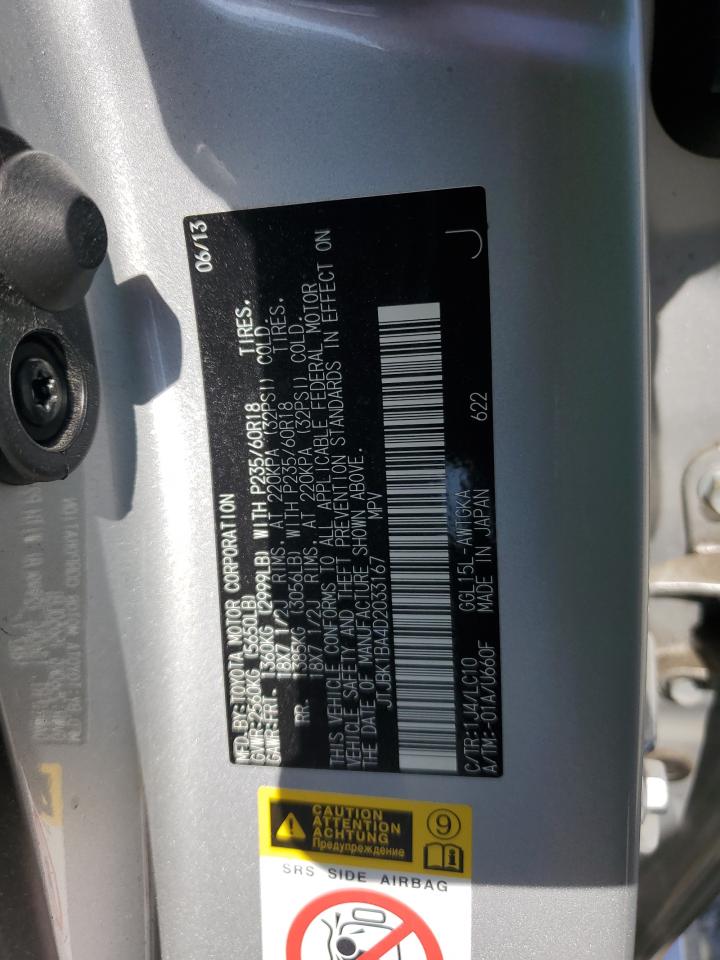 MFD.BY:TOYOTA MOTOR CORPORATION 06/13
GVWR:2560KG (5650LB)
GAWR:FRT. 1360KG (2999LB) WITH P235/60R18 TIRES.
18X7 1/2J RIMS. AT 220KPA (32PSI) COLD.
RR. 1385KG (3056LB) WITH P235/60R18 TIRES.
18X7 1/2J RIMS. AT 220KPA (32PSI) COLD.
THIS VEHICLE CONFORMS TO ALL APPLICABLE FEDERAL MOTOR
VEHICLE SAFETY AND THEFT PREVENTION STANDARDS IN EFFECT ON
THE DATE OF MANUFACTURE SHOWN ABOVE.
JTJBK1BA4D2033167 MPV
C/TR:1J4/LC10 GGL15L-AWTGKA 622 J
A/TM:-01A/U660F MADE IN JAPAN
CAUTION
ATTENTION
ACHTUNG
Предупреждение
9
i
SRS SIDE AIRBAG